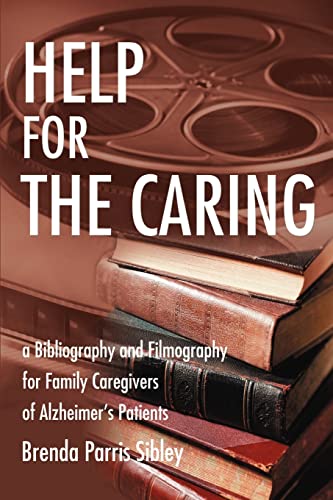 HELP
FOR
THE CARING
a Bibliography and Filmography
for Family Caregivers
of Alzheimer's Patients
Brenda Parris Sibley